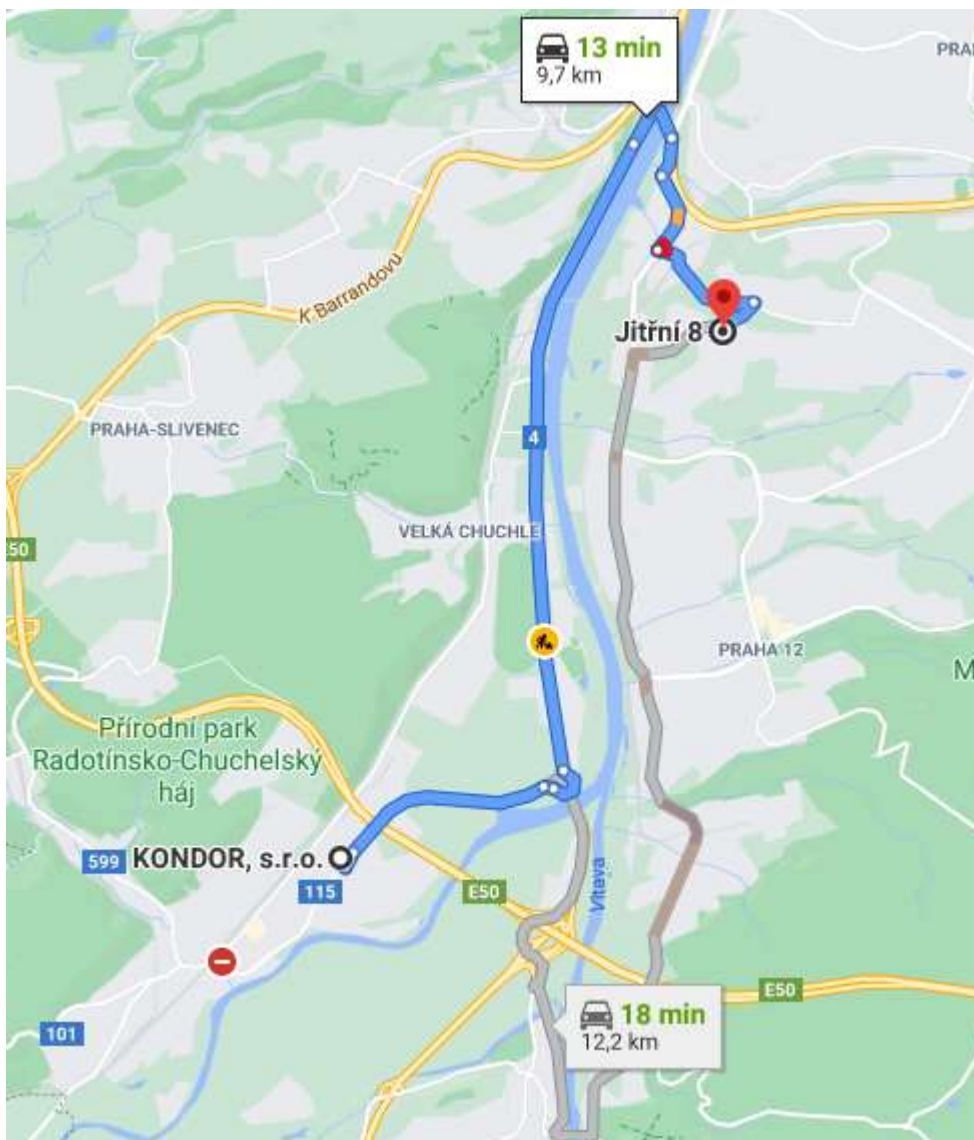 13 min
9,7 km
PRA
K Barrandovu
Jitřní 8
4
PRAHA-SLIVENEC
VELKÁ CHUCHLE
E50
PRAHA 12
M
Přírodní park
Radotínsko-Chuchelský
háj
599
KONDOR, s.r.o.
115
E50
Vltava
E50
18 min
12,2 km
101